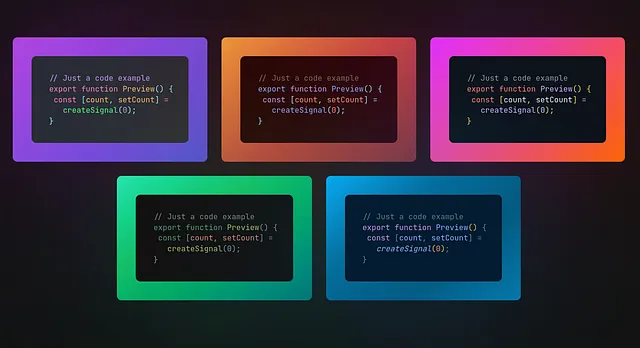 // Just a code example
export function Preview() {
const [count, setCount] =
createSignal(0);
}
// Just a code example
export function Preview() {
const [count, setCount] =
createSignal(0);
}
// Just a code example
export function Preview() {
const [count, setCount] =
createSignal(0);
}
// Just a code example
export function Preview() {
const [count, setCount] =
createSignal(0);
}
// Just a code example
export function Preview() {
const [count, setCount] =
createSignal(0);
}